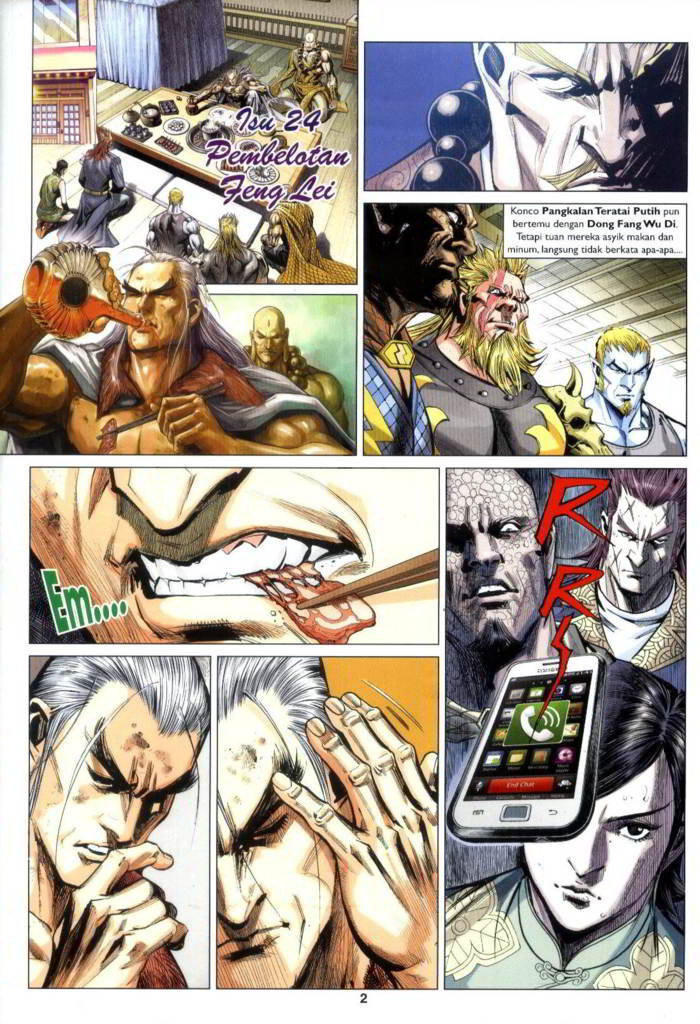 Isu 24
Pembelotan
Feng Lei
Konco Pangkalan Teratai Putih pun
bertemu dengan Dong Fang Wu Di.
Tetapi tuan mereka asyik makan dan
minum, langsung tidak berkata apa-apa....
Em....
R
R
End Chat
2